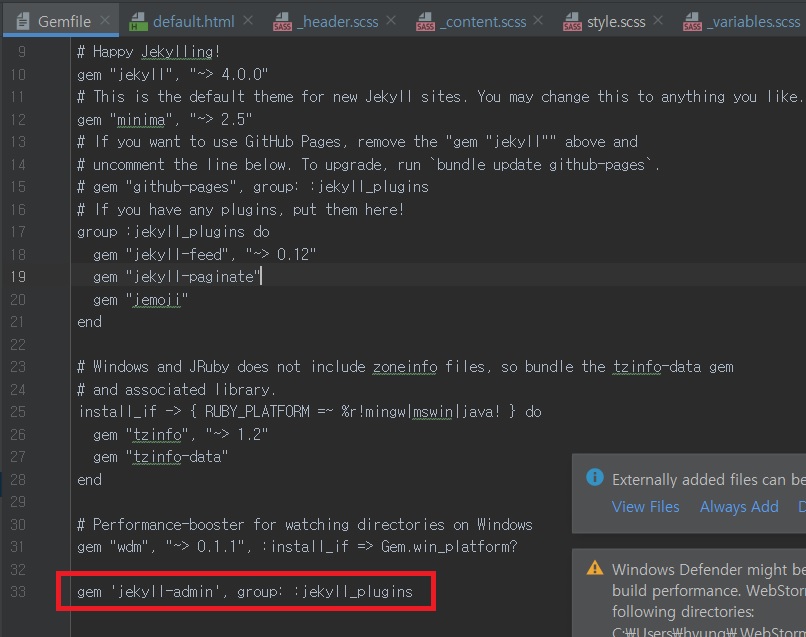 Gemfile
default.html
_header.scss
_content.scss
style.scss
_variables.scss
9 # Happy Jekylling!
10 gem "jekyll", "~> 4.0.0"
11 # This is the default theme for new Jekyll sites. You may change this to anything you like.
12 gem "minima", "~> 2.5"
13 # If you want to use GitHub Pages, remove the "gem "jekyll"" above and
14 # uncomment the line below. To upgrade, run `bundle update github-pages`.
15 # gem "github-pages", group: :jekyll_plugins
16 # If you have any plugins, put them here!
17 group :jekyll_plugins do
18 gem "jekyll-feed", "~> 0.12"
19 gem "jekyll-paginate"
20 gem "jemoji"
21 end
22
23 # Windows and JRuby does not include zoneinfo files, so bundle the tzinfo-data gem
24 # and associated library.
25 install_if -> { RUBY_PLATFORM =~ %r!mingw|mswin|java! } do
26 gem "tzinfo", "~> 1.2"
27 gem "tzinfo-data"
28 end
29
30 # Performance-booster for watching directories on Windows
31 gem "wdm", "~> 0.1.1", :install_if => Gem.win_platform?
32
33 gem 'jekyll-admin', group: :jekyll_plugins
Externally added files can be
View Files Always Add D
Windows Defender might be
build performance. WebStorm
following directories:
C:₩Users₩hyung₩.WebStorm